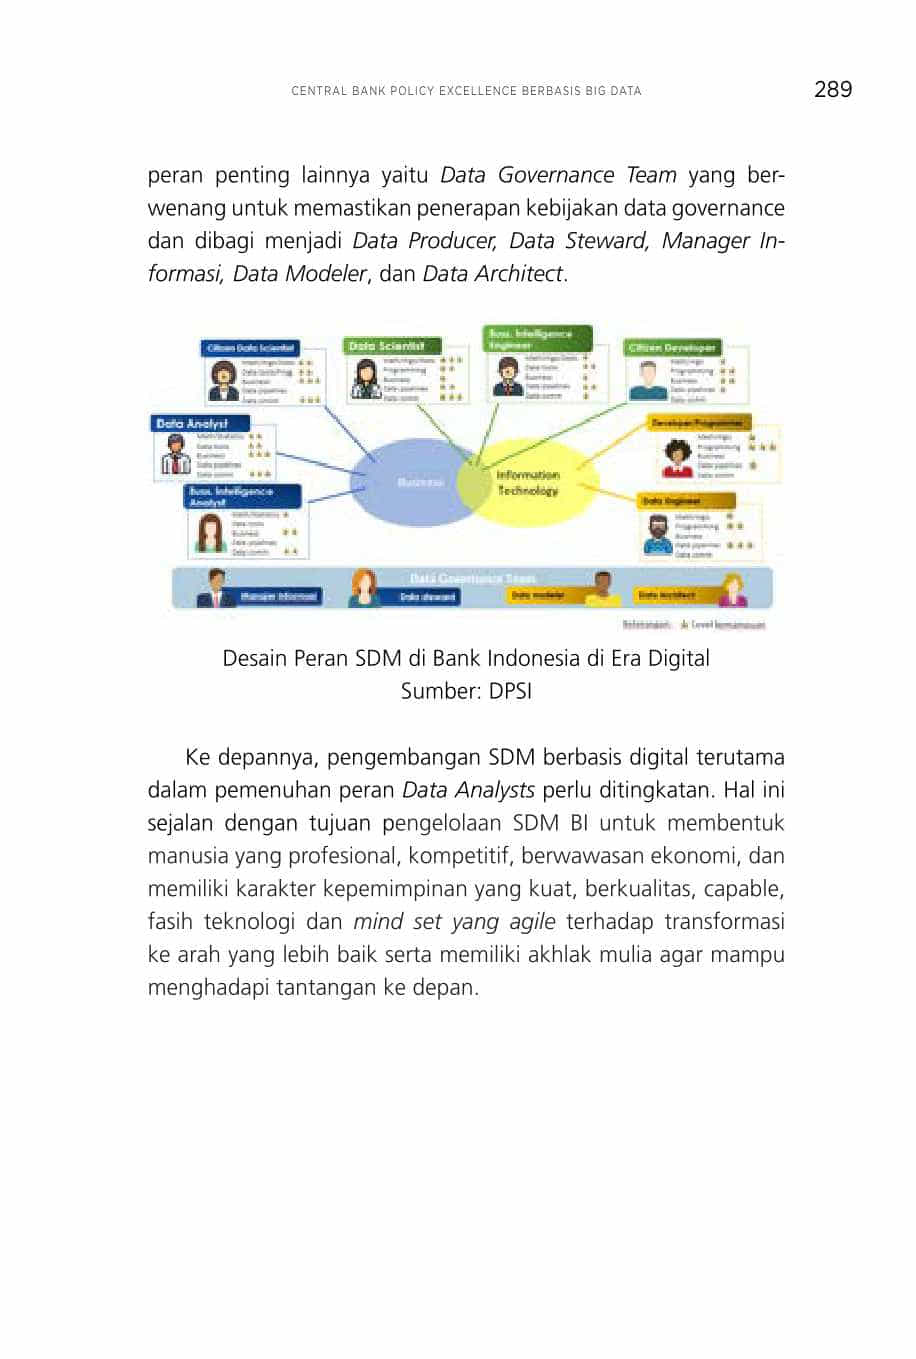 CENTRAL BANK POLICY EXCELLENCE BERBASIS BIG DATA
289
peran penting lainnya yaitu Data Governance Team yang ber-
wenang untuk memastikan penerapan kebijakan data governance
dan dibagi menjadi Data Producer, Data Steward, Manager In-
formasi, Data Modeler, dan Data Architect.
Citizen Data Scientist
Data Scientist
Buss. Intelligence
Engineer
Citizen Developer
Data Analyst
Developer/Programmer
Buss. Intelligence
Analyst
Data Engineer
Business
Information
Technology
Data Governance Team
Manager Informasi
Data steward
Data modeler
Data Architect
Keterangan: Level kemampuan
Desain Peran SDM di Bank Indonesia di Era Digital
Sumber: DPSI
Ke depannya, pengembangan SDM berbasis digital terutama
dalam pemenuhan peran Data Analysts perlu ditingkatan. Hal ini
sejalan dengan tujuan pengelolaan SDM BI untuk membentuk
manusia yang profesional, kompetitif, berwawasan ekonomi, dan
memiliki karakter kepemimpinan yang kuat, berkualitas, capable,
fasih teknologi dan mind set yang agile terhadap transformasi
ke arah yang lebih baik serta memiliki akhlak mulia agar mampu
menghadapi tantangan ke depan.